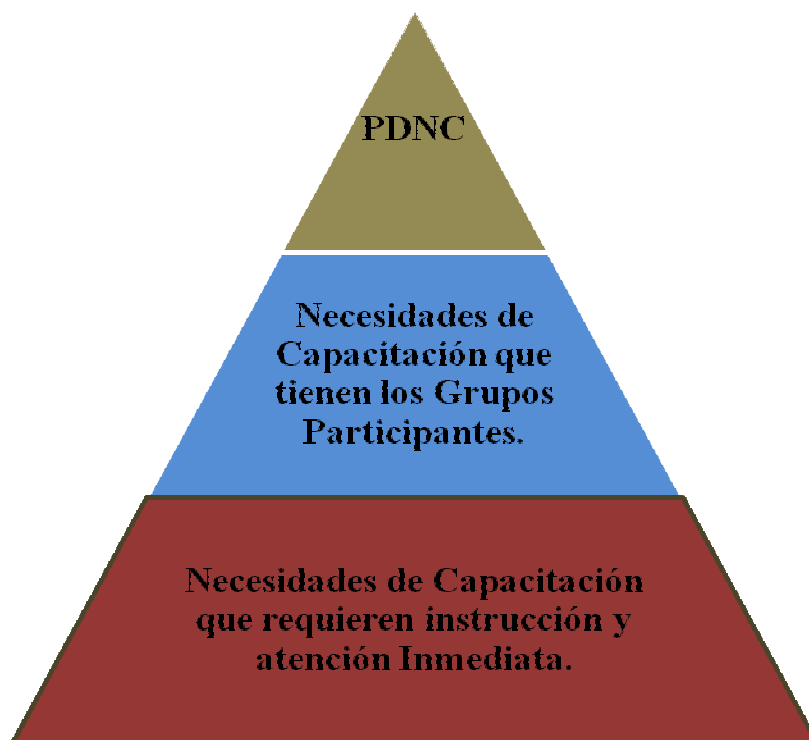 PDNC
Necesidades de
Capacitación que
tienen los Grupos
Participantes.
Necesidades de Capacitación
que requieren instrucción y
atención Inmediata.